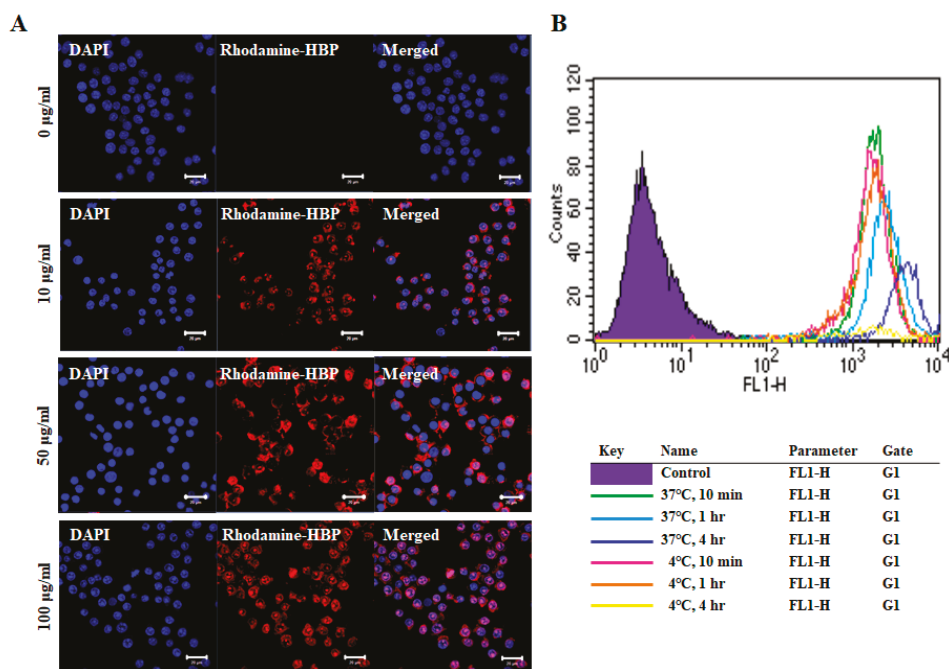 A
DAPI Rhodamine-HBP Merged
0 µg/ml
DAPI Rhodamine-HBP Merged
10 µg/ml
DAPI Rhodamine-HBP Merged
50 µg/ml
DAPI Rhodamine-HBP Merged
100 µg/ml
B
120
100
80
60
40
20
0
Counts
10⁰ 10¹ 10² 10³ 10⁴
FL1-H
Key Name Parameter Gate
Control FL1-H G1
37°C, 10 min FL1-H G1
37°C, 1 hr FL1-H G1
37°C, 4 hr FL1-H G1
4°C, 10 min FL1-H G1
4°C, 1 hr FL1-H G1
4°C, 4 hr FL1-H G1